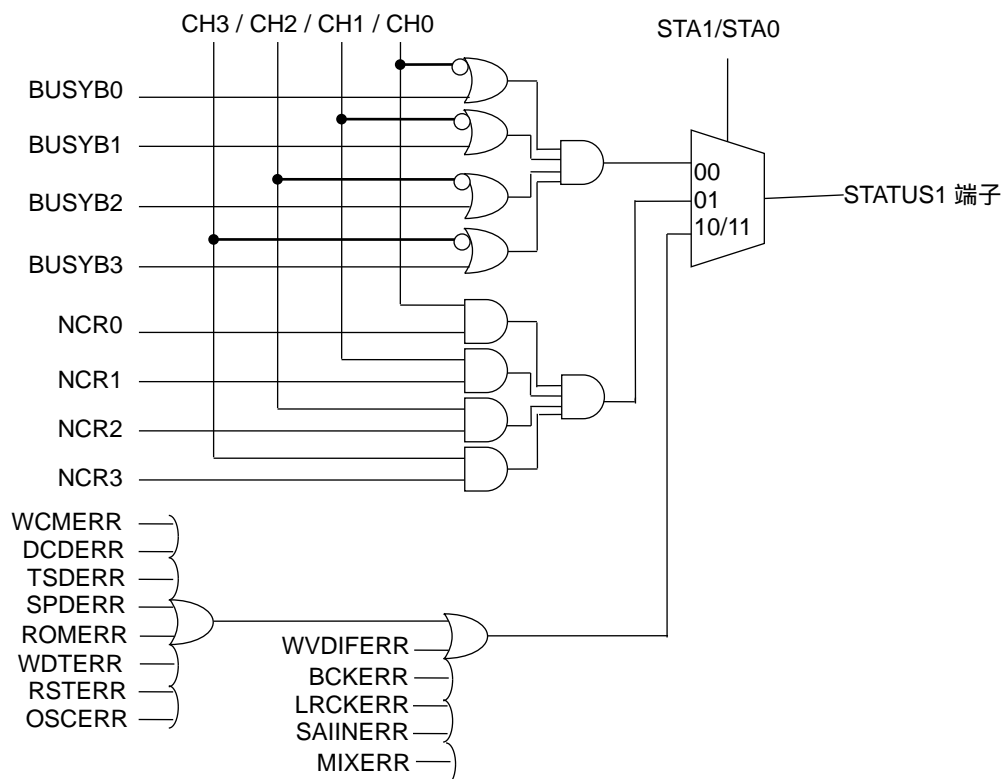 CH3 / CH2 / CH1 / CH0
STA1/STA0
BUSYB0
BUSYB1
BUSYB2
BUSYB3
00
01
10/11
STATUS1 端子
NCR0
NCR1
NCR2
NCR3
WCMERR
DCDERR
TSDERR
SPDERR
ROMERR
WDTERR
RSTERR
OSCERR
WVDIFERR
BCKERR
LRCKERR
SAIINERR
MIXERR